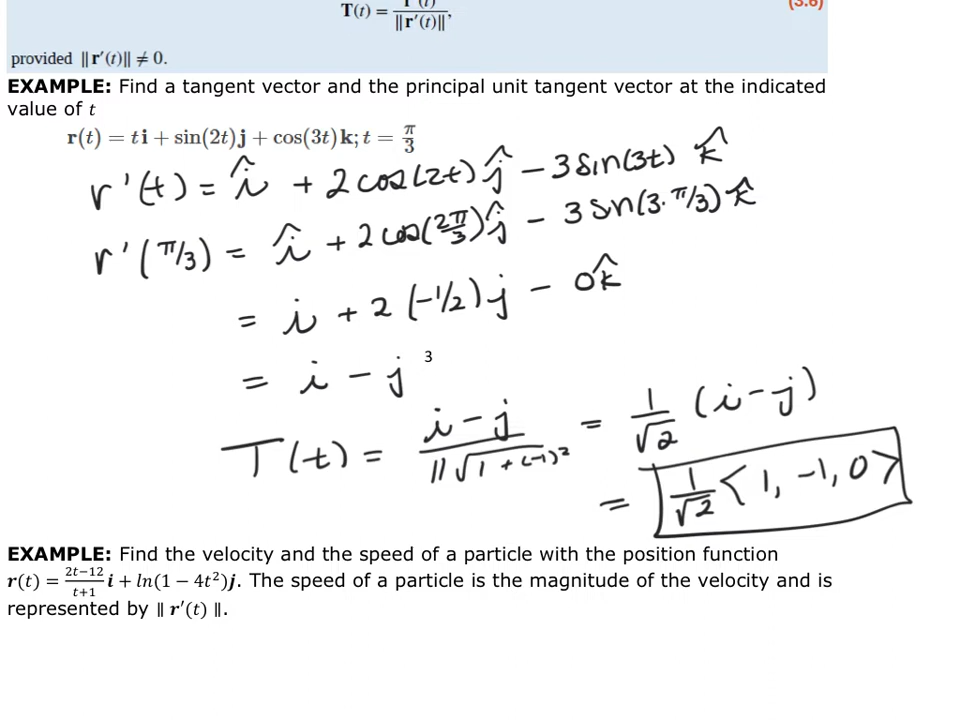 T(t) = r'(t) / ‖r'(t)‖, (3.6)
provided ‖r'(t)‖ ≠ 0.
EXAMPLE: Find a tangent vector and the principal unit tangent vector at the indicated
value of t
r(t) = t i + sin(2t) j + cos(3t) k; t = π/3
r'(t) = î + 2cos(2t) ĵ − 3sin(3t) k̂
r'(π/3) = î + 2cos(2π/3) ĵ − 3sn(3·π/3) k̂
= i + 2(−1/2)j − 0k̂
= i − j 3
T(t) = i − j / ‖√1 + (−1)² = 1/√2 (i − j)
= 1/√2 <1, −1, 0>
EXAMPLE: Find the velocity and the speed of a particle with the position function
r(t) = 2t−12/t+1 i + ln(1 − 4t²)j. The speed of a particle is the magnitude of the velocity and is
represented by ‖ r'(t) ‖.